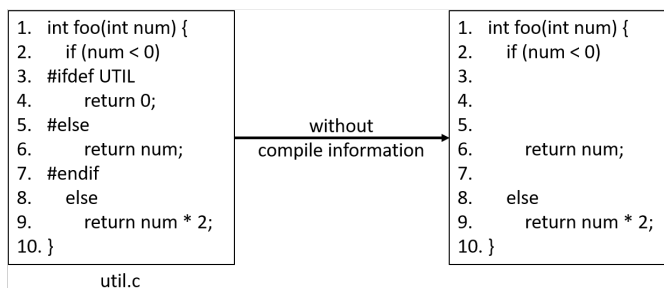 1. int foo(int num) {
2. if (num < 0)
3. #ifdef UTIL
4. return 0;
5. #else
6. return num;
7. #endif
8. else
9. return num * 2;
10. }
util.c
without
compile information
1. int foo(int num) {
2. if (num < 0)
3.
4.
5.
6. return num;
7.
8. else
9. return num * 2;
10. }